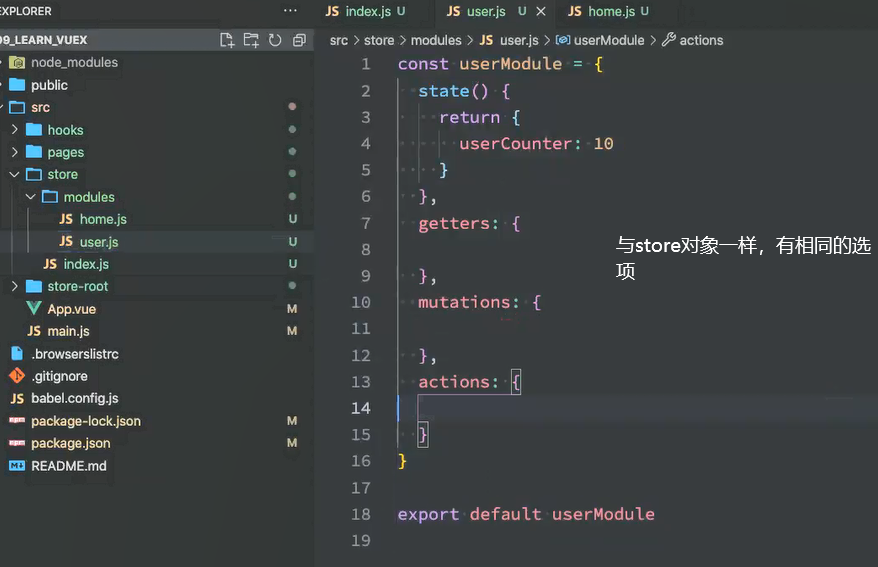 EXPLORER
···
JS index.js U
JS user.js U
JS home.js U
09_LEARN_VUEX
src > store > modules > JS user.js > userModule > actions
node_modules
public
src
hooks
pages
store
modules
JS home.js U
JS user.js U
JS index.js U
store-root
App.vue M
JS main.js M
.browserslistrc
.gitignore
JS babel.config.js
package-lock.json M
package.json M
README.md
1 const userModule = {
2 state() {
3 return {
4 userCounter: 10
5 }
6 },
7 getters: {
8
9 },
10 mutations: {
11
12 },
13 actions: {
14
15 }
16 }
17
18 export default userModule
19
与store对象一样，有相同的选
项